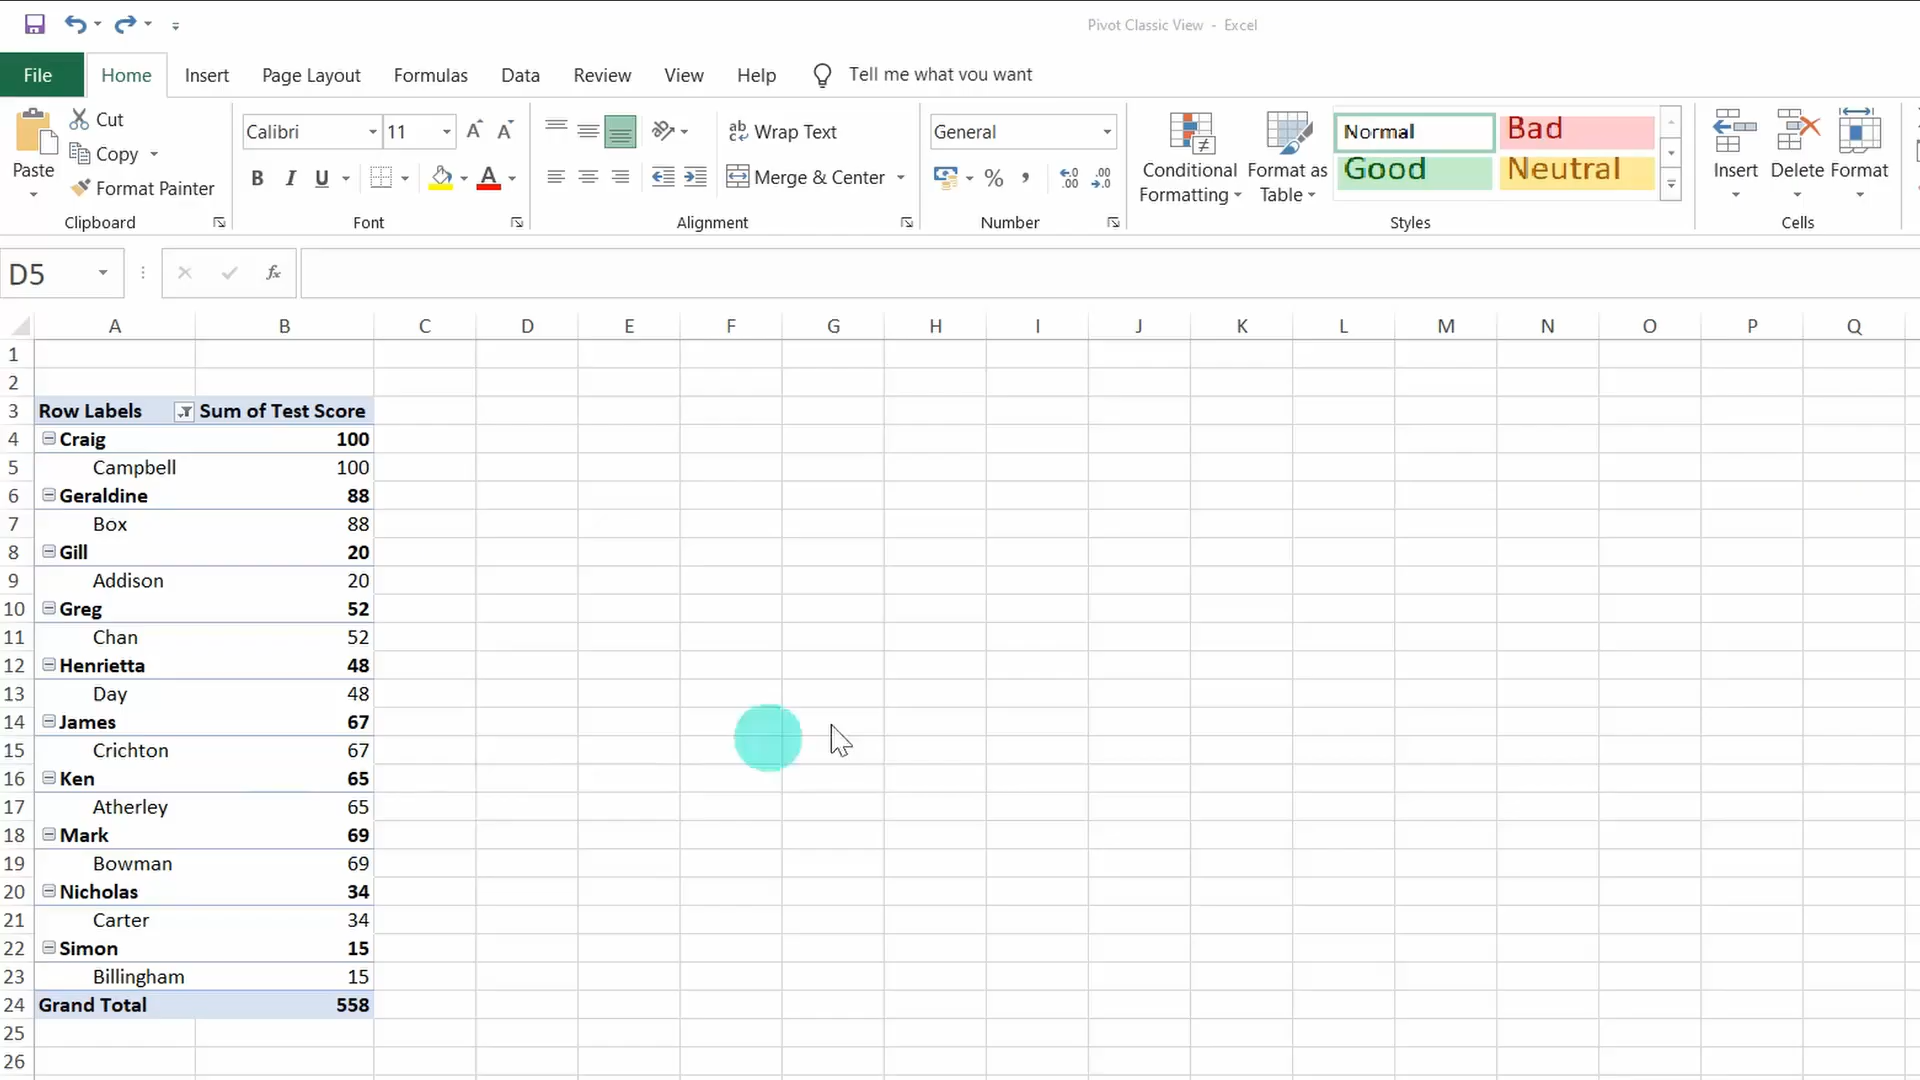 Pivot Classic View - Excel
File Home Insert Page Layout Formulas Data Review View Help Tell me what you want
Cut
Copy
Format Painter
Paste
Clipboard
Calibri 11
B I U A
Font
Wrap Text
Merge & Center
Alignment
General
% ,
Number
Conditional Formatting
Format as Table
Normal Bad
Good Neutral
Styles
Insert Delete Format
Cells
D5 fx
A B C D E F G H I J K L M N O P Q
1
2
3 Row Labels Sum of Test Score
4 Craig 100
5 Campbell 100
6 Geraldine 88
7 Box 88
8 Gill 20
9 Addison 20
10 Greg 52
11 Chan 52
12 Henrietta 48
13 Day 48
14 James 67
15 Crichton 67
16 Ken 65
17 Atherley 65
18 Mark 69
19 Bowman 69
20 Nicholas 34
21 Carter 34
22 Simon 15
23 Billingham 15
24 Grand Total 558
25
26